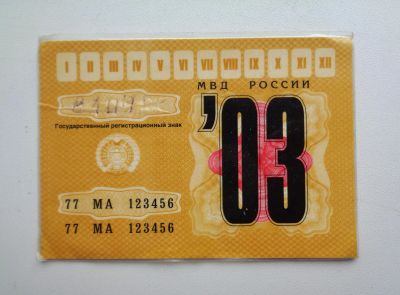 I II III IV V VI VII VIII IX X XI XII
МВД РОССИИ
Государственный регистрационный знак
'03
77 МА 123456
77 МА 123456